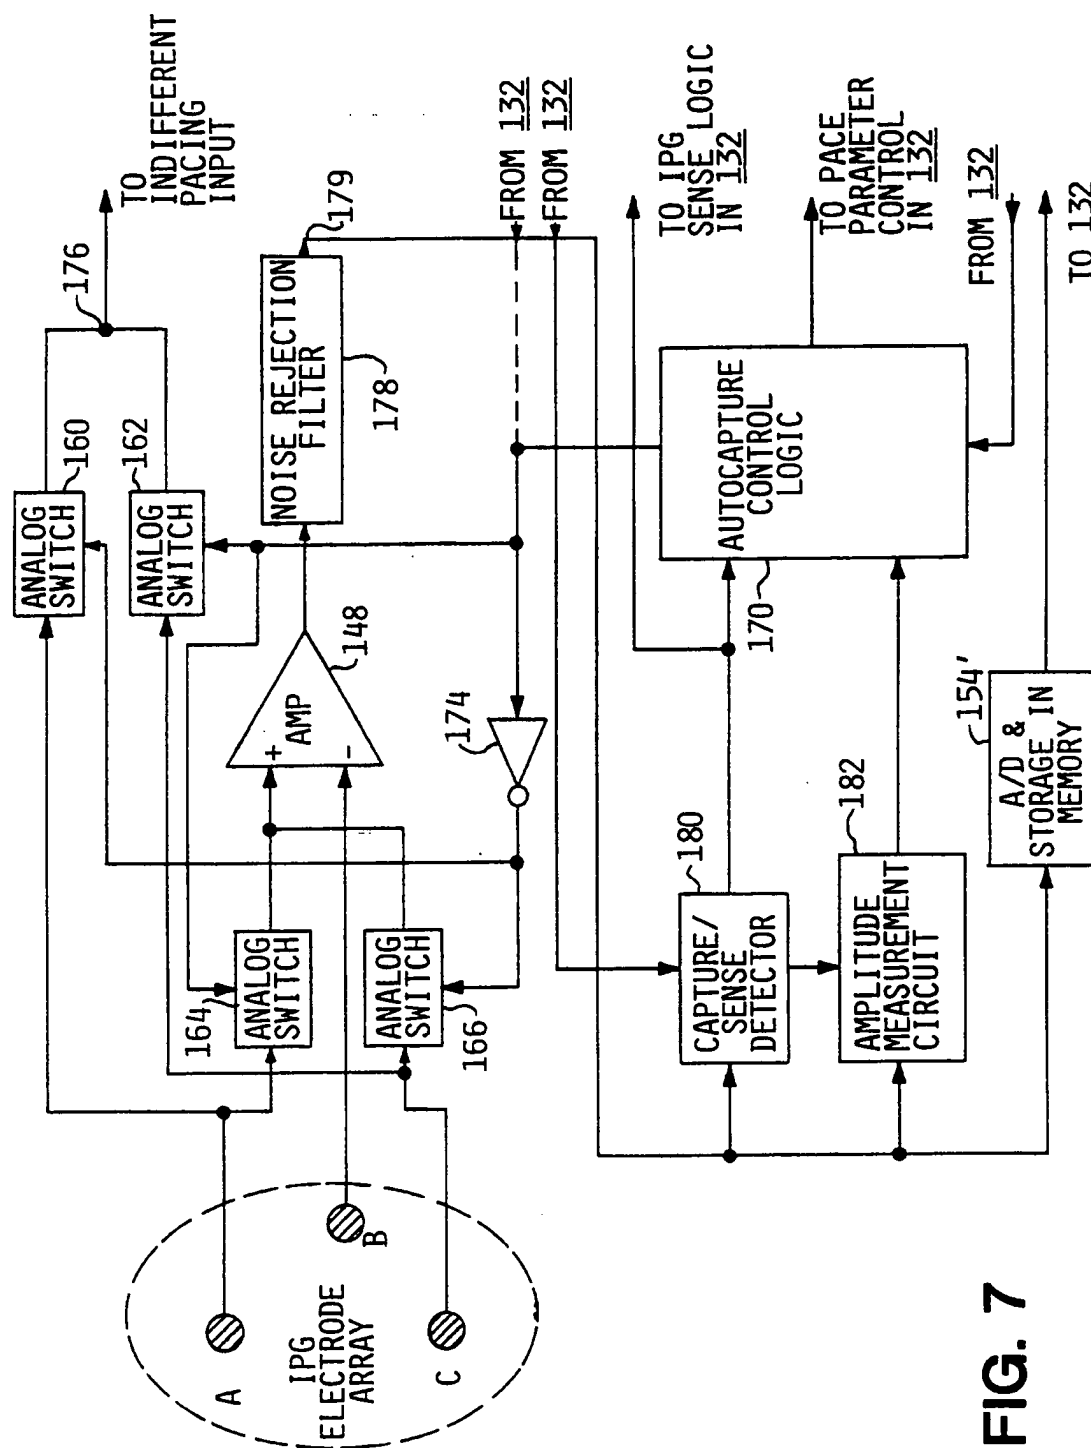 TO
INDIFFERENT
PACING
INPUT
176
ANALOG
SWITCH
160
ANALOG
SWITCH
162
NOISE REJECTION
FILTER
179
178
AMP
+
-
148
174
ANALOG
SWITCH
164
ANALOG
SWITCH
166
A
B
C
IPG
ELECTRODE
ARRAY
FROM 132
FROM 132
TO IPG
SENSE LOGIC
IN 132
TO PACE
PARAMETER
CONTROL
IN 132
FROM 132
TO 132
AUTOCAPTURE
CONTROL
LOGIC
170
CAPTURE/
SENSE
DETECTOR
180
AMPLITUDE
MEASUREMENT
CIRCUIT
182
A/D &
STORAGE IN
MEMORY
154'
FIG. 7